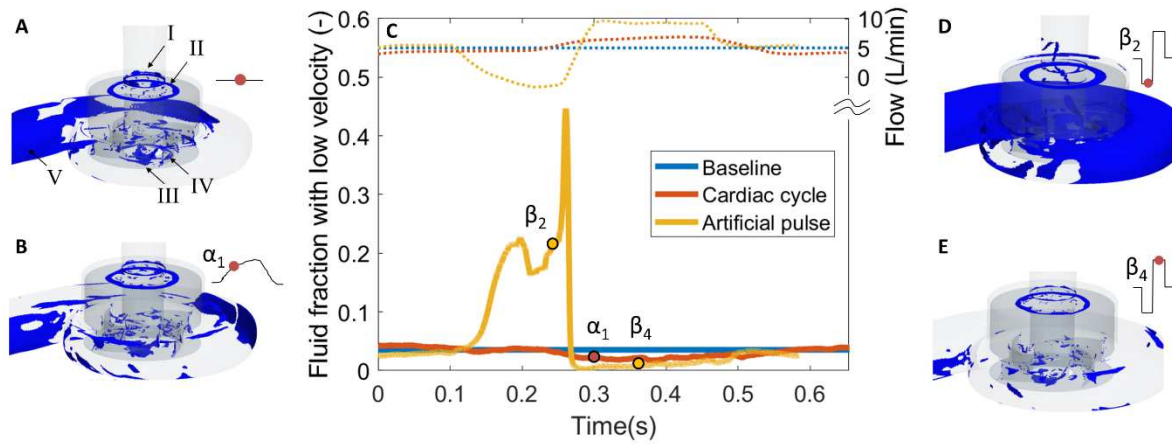 A
I
II
III
IV
V
B
α1
C
Fluid fraction with low velocity (-)
0.6
0.5
0.4
0.3
0.2
0.1
0
0
0.1
0.2
0.3
0.4
0.5
0.6
Time(s)
10
5
0
Flow (L/min)
Baseline
Cardiac cycle
Artificial pulse
β2
α1
β4
D
β2
E
β4